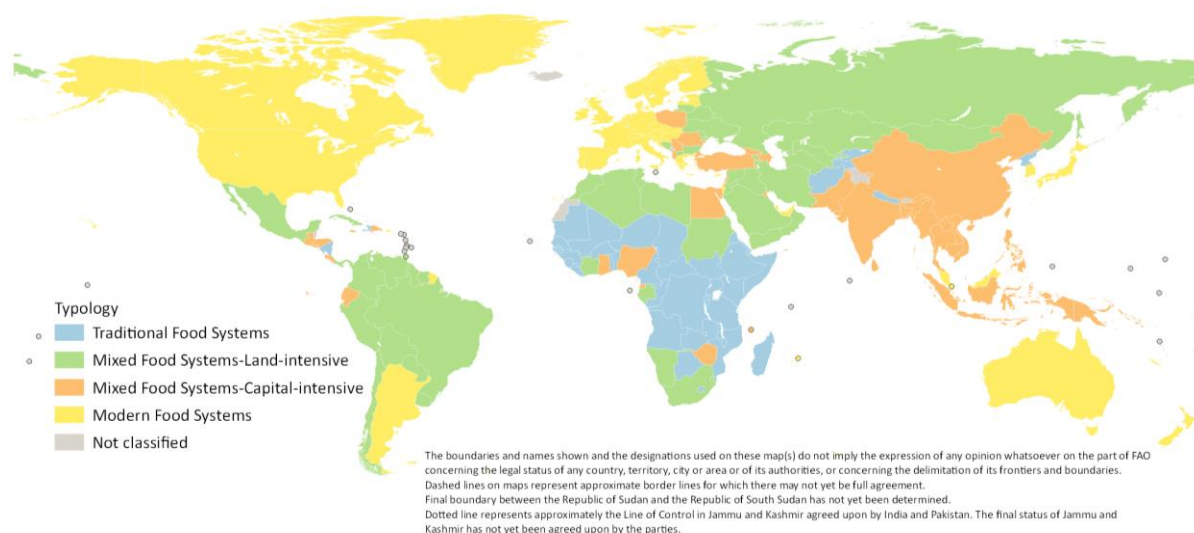 Typology
Traditional Food Systems
Mixed Food Systems-Land-intensive
Mixed Food Systems-Capital-intensive
Modern Food Systems
Not classified
The boundaries and names shown and the designations used on these map(s) do not imply the expression of any opinion whatsoever on the part of FAO
concerning the legal status of any country, territory, city or area or of its authorities, or concerning the delimitation of its frontiers and boundaries.
Dashed lines on maps represent approximate border lines for which there may not yet be full agreement.
Final boundary between the Republic of Sudan and the Republic of South Sudan has not yet been determined.
Dotted line represents approximately the Line of Control in Jammu and Kashmir agreed upon by India and Pakistan. The final status of Jammu and
Kashmir has not yet been agreed upon by the parties.